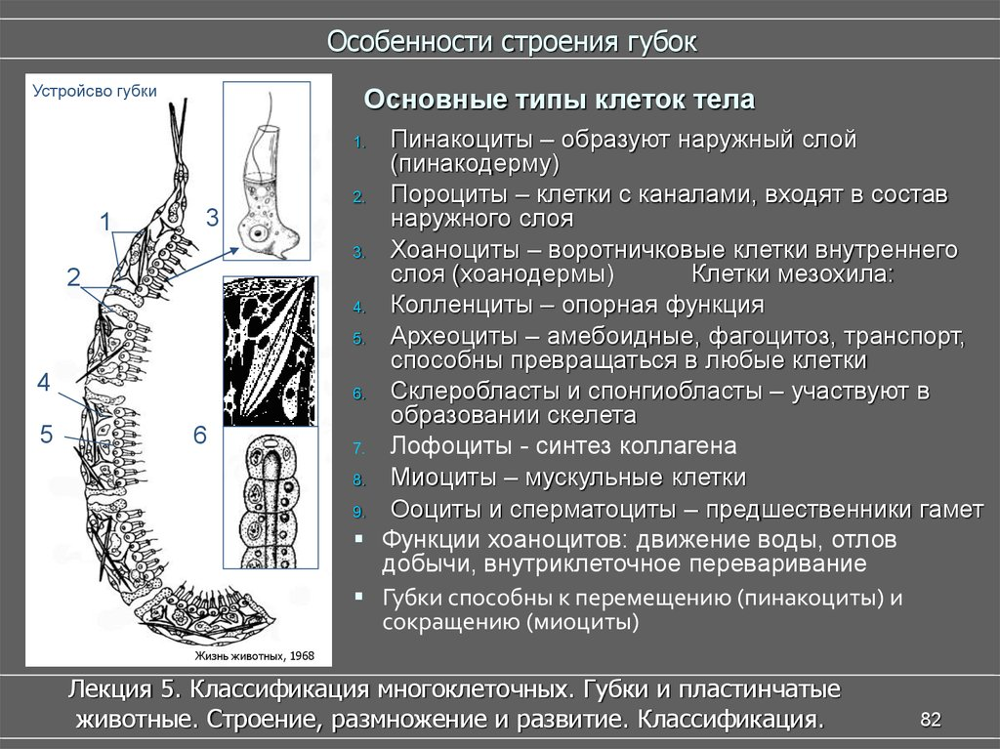 Особенности строения губок
Устройсво губки
1
2
3
4
5
6
Жизнь животных, 1968
Основные типы клеток тела
1. Пинакоциты – образуют наружный слой
(пинакодерму)
2. Пороциты – клетки с каналами, входят в состав
наружного слоя
3. Хоаноциты – воротничковые клетки внутреннего
слоя (хоанодермы) Клетки мезохила:
4. Колленциты – опорная функция
5. Археоциты – амебоидные, фагоцитоз, транспорт,
способны превращаться в любые клетки
6. Склеробласты и спонгиобласты – участвуют в
образовании скелета
7. Лофоциты - синтез коллагена
8. Миоциты – мускульные клетки
9. Ооциты и сперматоциты – предшественники гамет
▪ Функции хоаноцитов: движение воды, отлов
добычи, внутриклеточное переваривание
▪ Губки способны к перемещению (пинакоциты) и
сокращению (миоциты)
Лекция 5. Классификация многоклеточных. Губки и пластинчатые
животные. Строение, размножение и развитие. Классификация.
82